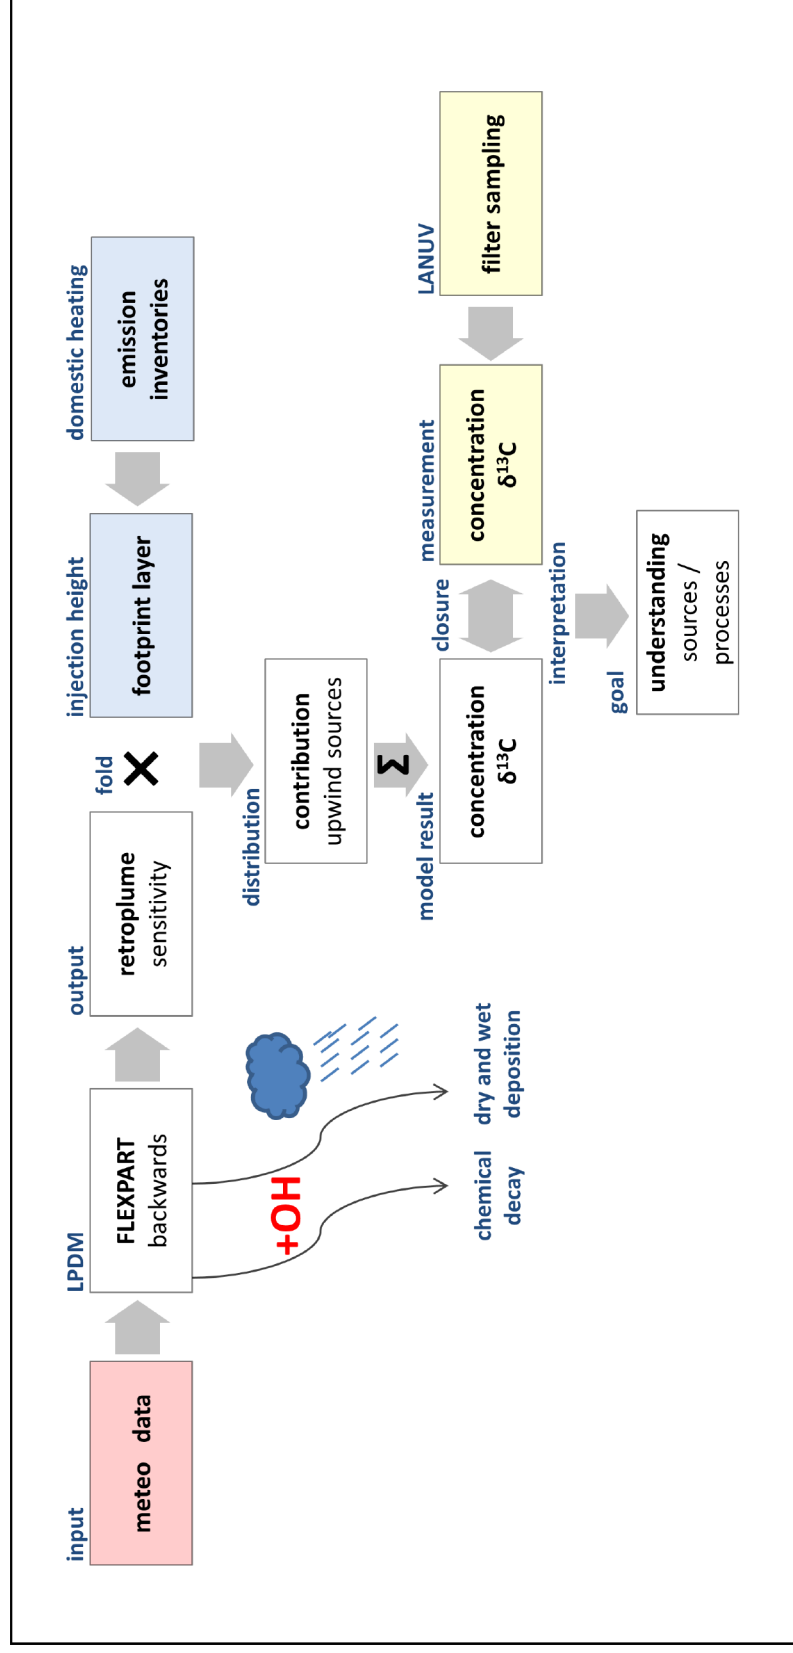 input
meteo data
LPDM
FLEXPART
backwards
output
retroplume
sensitivity
fold
×
injection height
footprint layer
domestic heating
emission
inventories
+OH
chemical
decay
dry and wet
deposition
distribution
contribution
upwind sources
Σ
model result
concentration
δ¹³C
closure
measurement
concentration
δ¹³C
LANUV
filter sampling
interpretation
goal
understanding
sources /
processes